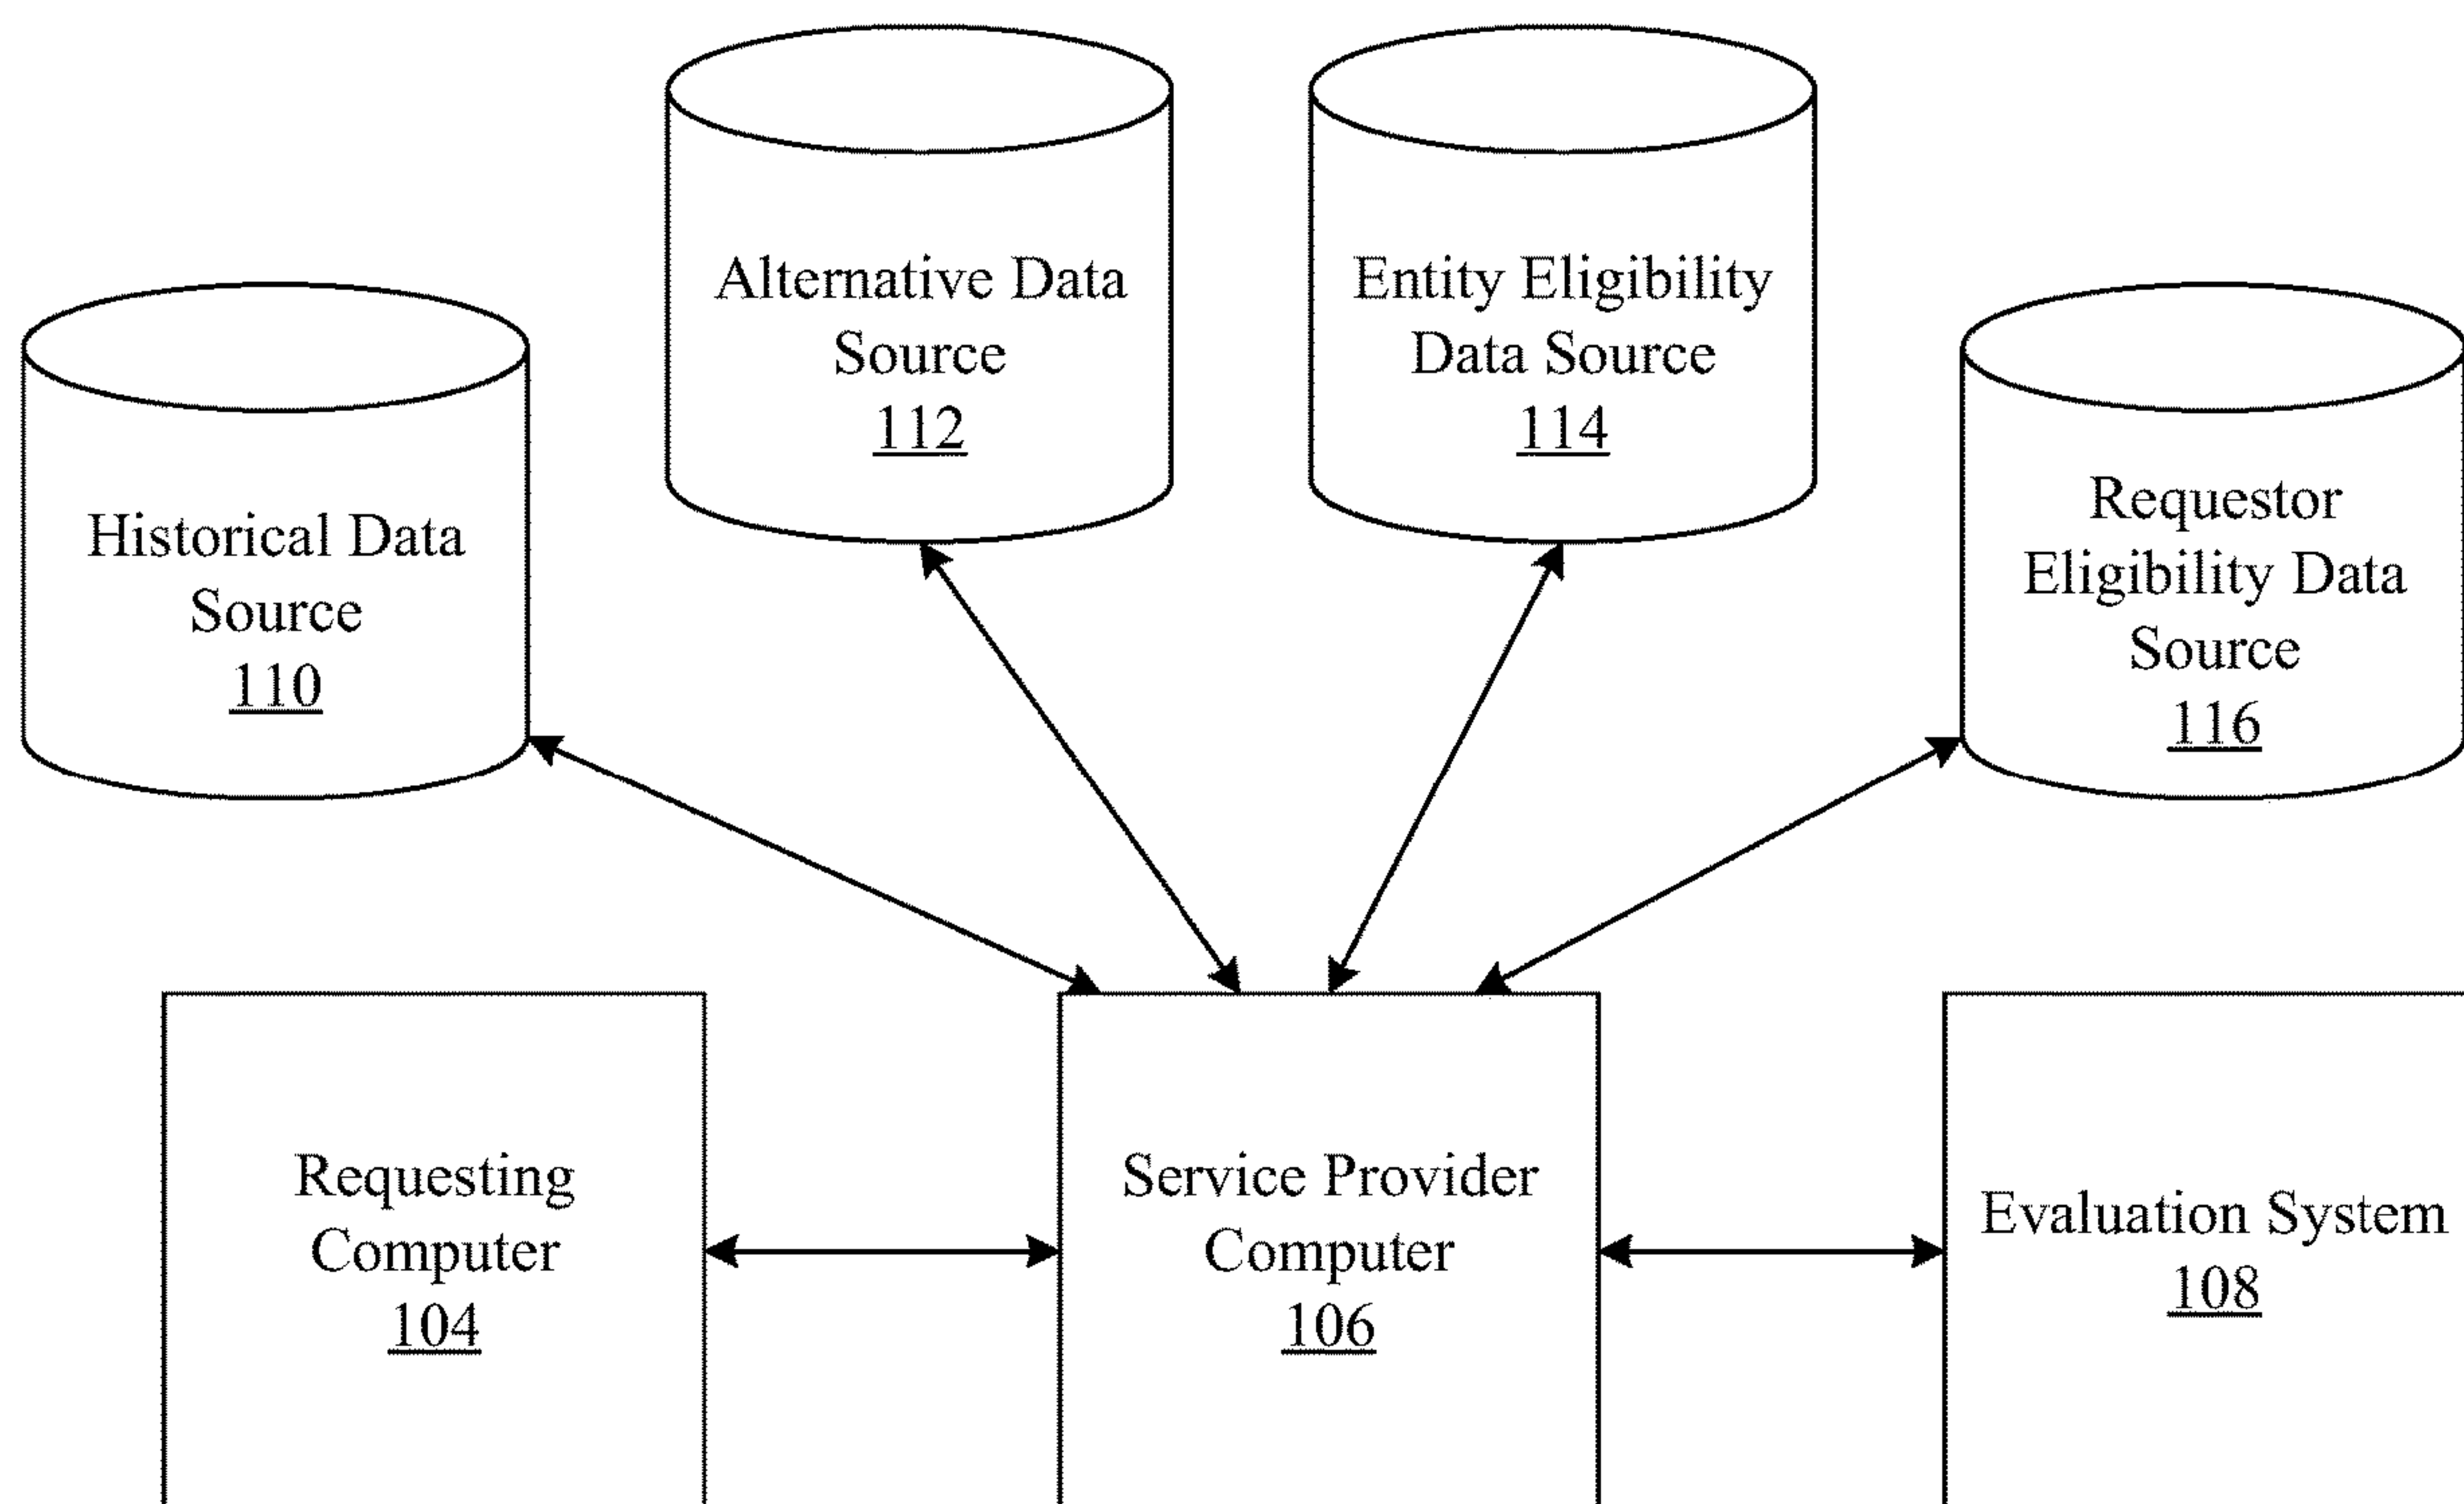 Alternative Data
Source
112
Entity Eligibility
Data Source
114
Historical Data
Source
110
Requestor
Eligibility Data
Source
116
Requesting
Computer
104
Service Provider
Computer
106
Evaluation System
108